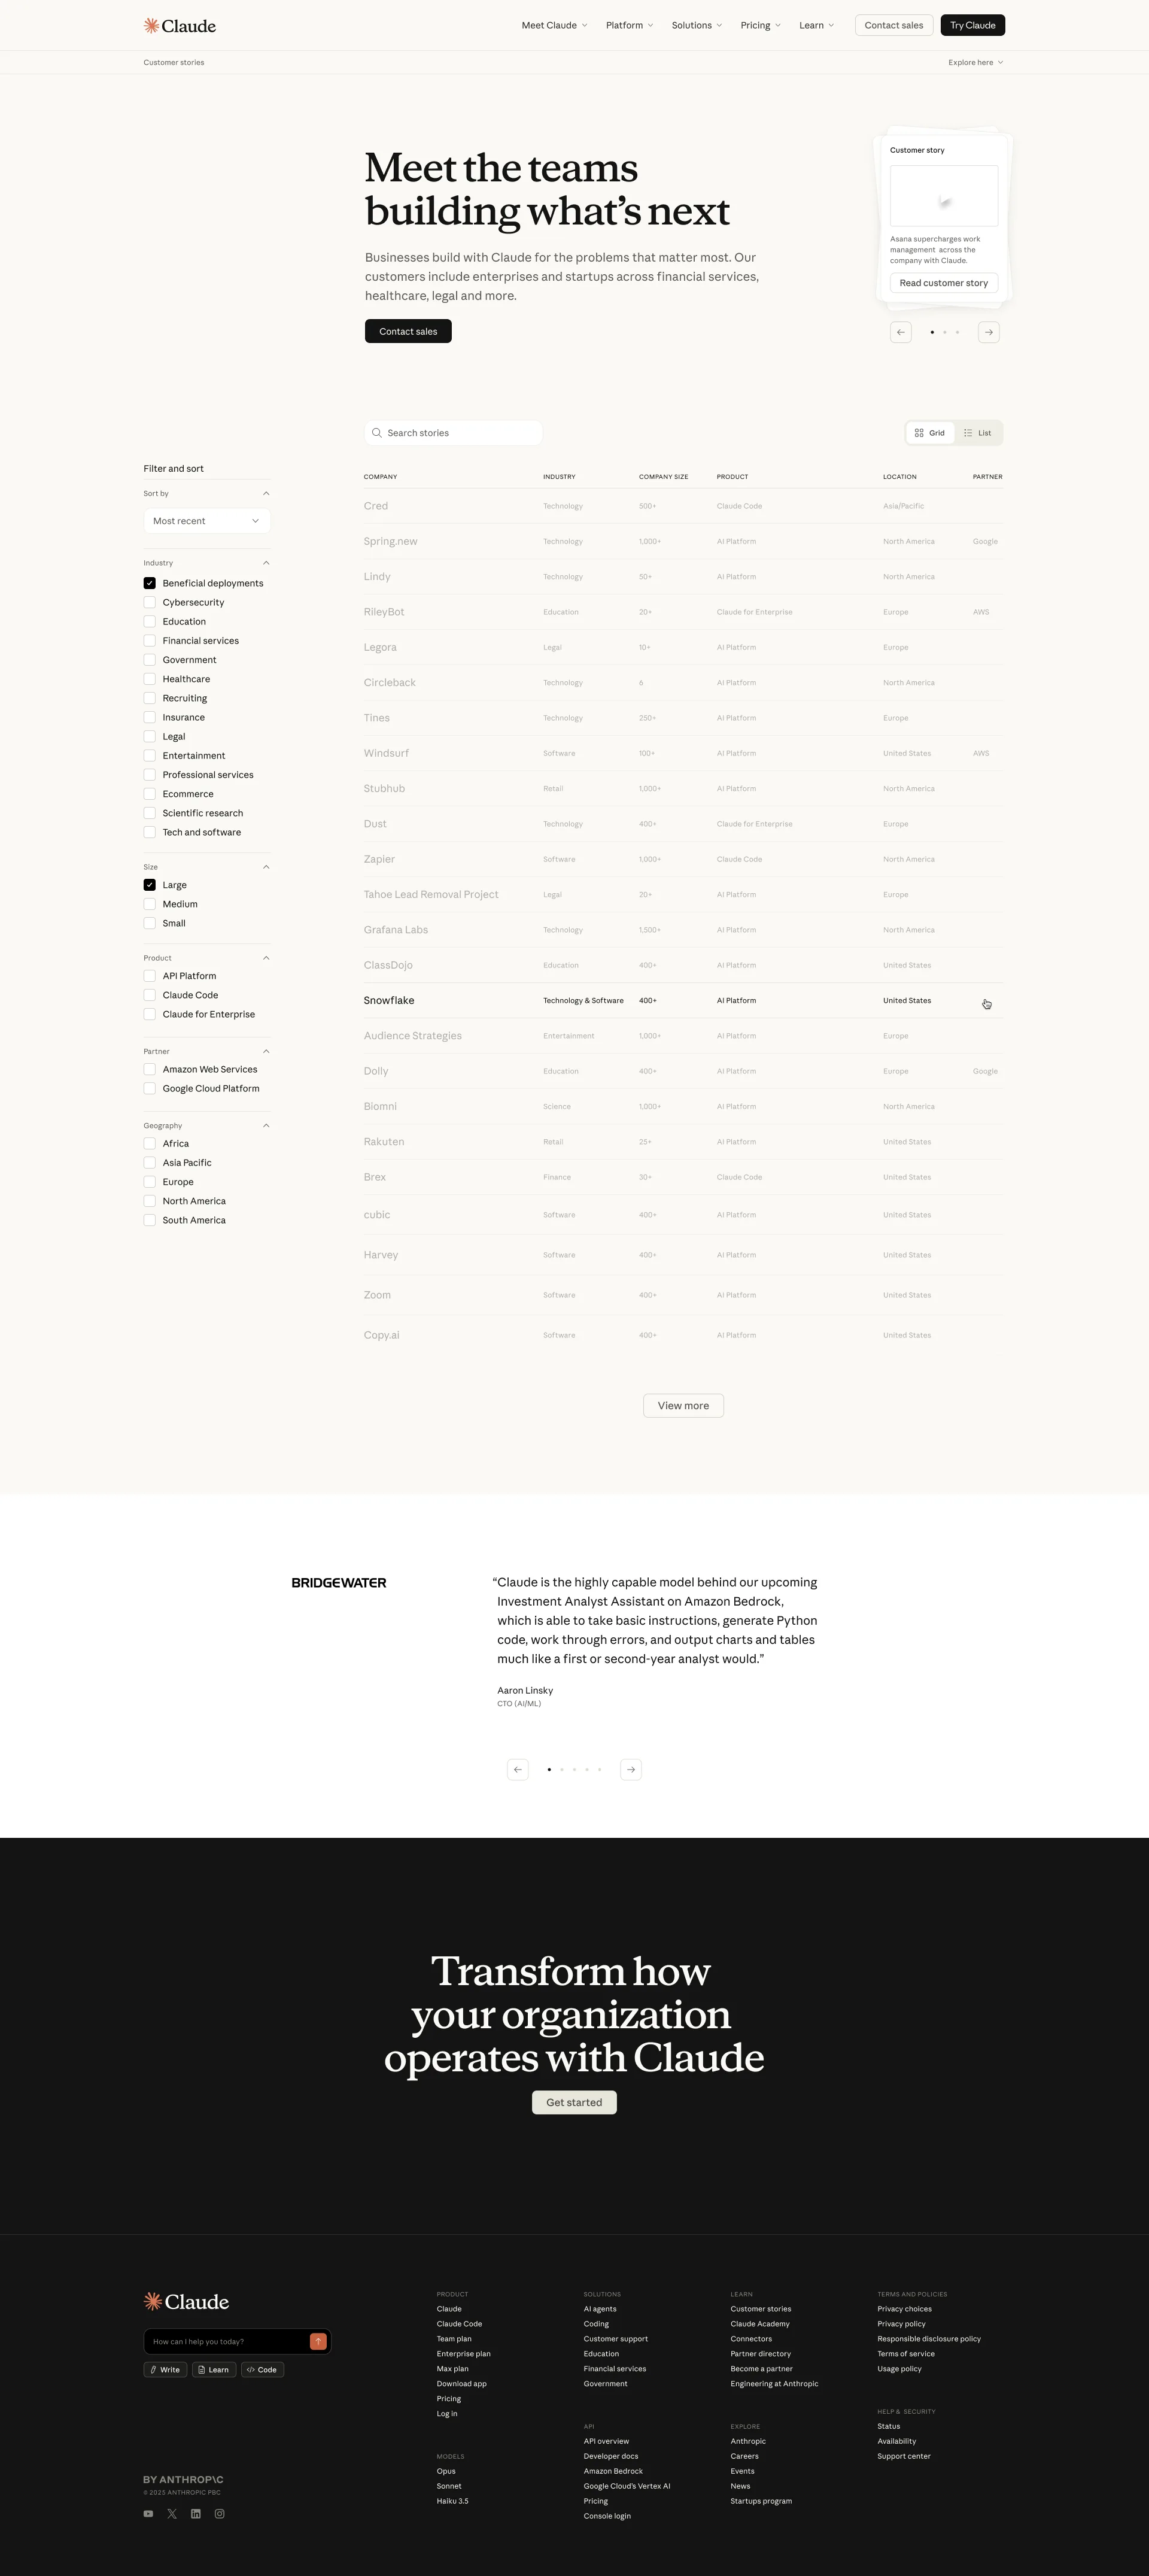 Claude
Meet Claude
Platform
Solutions
Pricing
Learn
Contact sales
Try Claude
Customer stories
Explore here
Meet the teams
building what’s next
Businesses build with Claude for the problems that matter most. Our
customers include enterprises and startups across financial services,
healthcare, legal and more.
Contact sales
Customer story
Asana supercharges work
management across the
company with Claude.
Read customer story
Search stories
Grid
List
Filter and sort
Sort by
Most recent
Industry
Beneficial deployments
Cybersecurity
Education
Financial services
Government
Healthcare
Recruiting
Insurance
Legal
Entertainment
Professional services
Ecommerce
Scientific research
Tech and software
Size
Large
Medium
Small
Product
API Platform
Claude Code
Claude for Enterprise
Partner
Amazon Web Services
Google Cloud Platform
Geography
Africa
Asia Pacific
Europe
North America
South America
COMPANY INDUSTRY COMPANY SIZE PRODUCT LOCATION PARTNER
Cred Technology 500+ Claude Code Asia/Pacific
Spring.new Technology 1,000+ AI Platform North America Google
Lindy Technology 50+ AI Platform North America
RileyBot Education 20+ Claude for Enterprise Europe AWS
Legora Legal 10+ AI Platform Europe
Circleback Technology 6 AI Platform North America
Tines Technology 250+ AI Platform Europe
Windsurf Software 100+ AI Platform United States AWS
Stubhub Retail 1,000+ AI Platform North America
Dust Technology 400+ Claude for Enterprise Europe
Zapier Software 1,000+ Claude Code North America
Tahoe Lead Removal Project Legal 20+ AI Platform Europe
Grafana Labs Technology 1,500+ AI Platform North America
ClassDojo Education 400+ AI Platform United States
Snowflake Technology & Software 400+ AI Platform United States
Audience Strategies Entertainment 1,000+ AI Platform Europe
Dolly Education 400+ AI Platform Europe Google
Biomni Science 1,000+ AI Platform North America
Rakuten Retail 25+ AI Platform United States
Brex Finance 30+ Claude Code United States
cubic Software 400+ AI Platform United States
Harvey Software 400+ AI Platform United States
Zoom Software 400+ AI Platform United States
Copy.ai Software 400+ AI Platform United States
View more
BRIDGEWATER
“Claude is the highly capable model behind our upcoming
Investment Analyst Assistant on Amazon Bedrock,
which is able to take basic instructions, generate Python
code, work through errors, and output charts and tables
much like a first or second-year analyst would.”
Aaron Linsky
CTO (AI/ML)
Transform how
your organization
operates with Claude
Get started
Claude
How can I help you today?
Write
Learn
Code
BY ANTHROP\C
© 2025 ANTHROPIC PBC
PRODUCT
Claude
Claude Code
Team plan
Enterprise plan
Max plan
Download app
Pricing
Log in
MODELS
Opus
Sonnet
Haiku 3.5
SOLUTIONS
AI agents
Coding
Customer support
Education
Financial services
Government
API
API overview
Developer docs
Amazon Bedrock
Google Cloud's Vertex AI
Pricing
Console login
LEARN
Customer stories
Claude Academy
Connectors
Partner directory
Become a partner
Engineering at Anthropic
EXPLORE
Anthropic
Careers
Events
News
Startups program
TERMS AND POLICIES
Privacy choices
Privacy policy
Responsible disclosure policy
Terms of service
Usage policy
HELP & SECURITY
Status
Availability
Support center